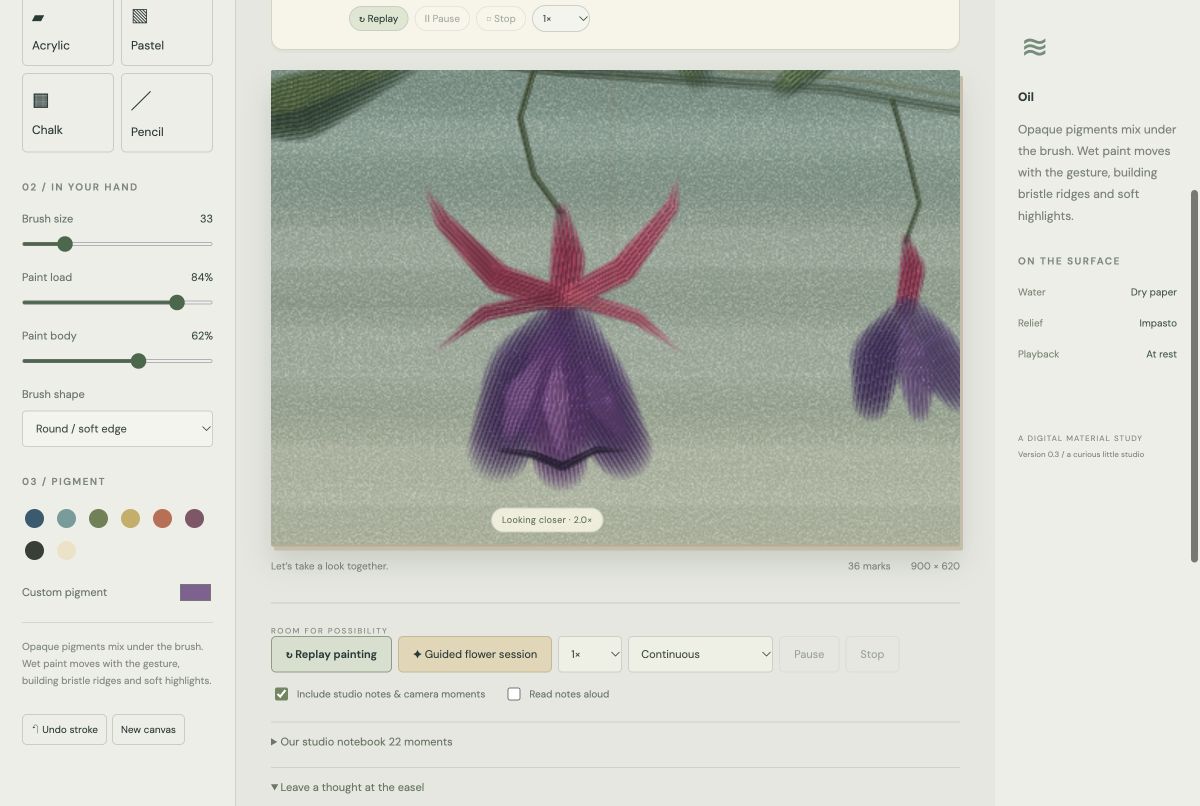 Acrylic
Pastel
Chalk
Pencil
02 / IN YOUR HAND
Brush size 33
Paint load 84%
Paint body 62%
Brush shape
Round / soft edge
03 / PIGMENT
Custom pigment
Opaque pigments mix under the brush.
Wet paint moves with the gesture,
building bristle ridges and soft highlights.
Undo stroke
New canvas
↻ Replay
II Pause
Stop
1×
Looking closer · 2.0×
Let's take a look together.
36 marks 900 × 620
ROOM FOR POSSIBILITY
↻ Replay painting
✦ Guided flower session
1×
Continuous
Pause
Stop
Include studio notes & camera moments
Read notes aloud
Our studio notebook 22 moments
Leave a thought at the easel
Oil
Opaque pigments mix under
the brush. Wet paint moves
with the gesture, building
bristle ridges and soft
highlights.
ON THE SURFACE
Water Dry paper
Relief Impasto
Playback At rest
A DIGITAL MATERIAL STUDY
Version 0.3 / a curious little studio